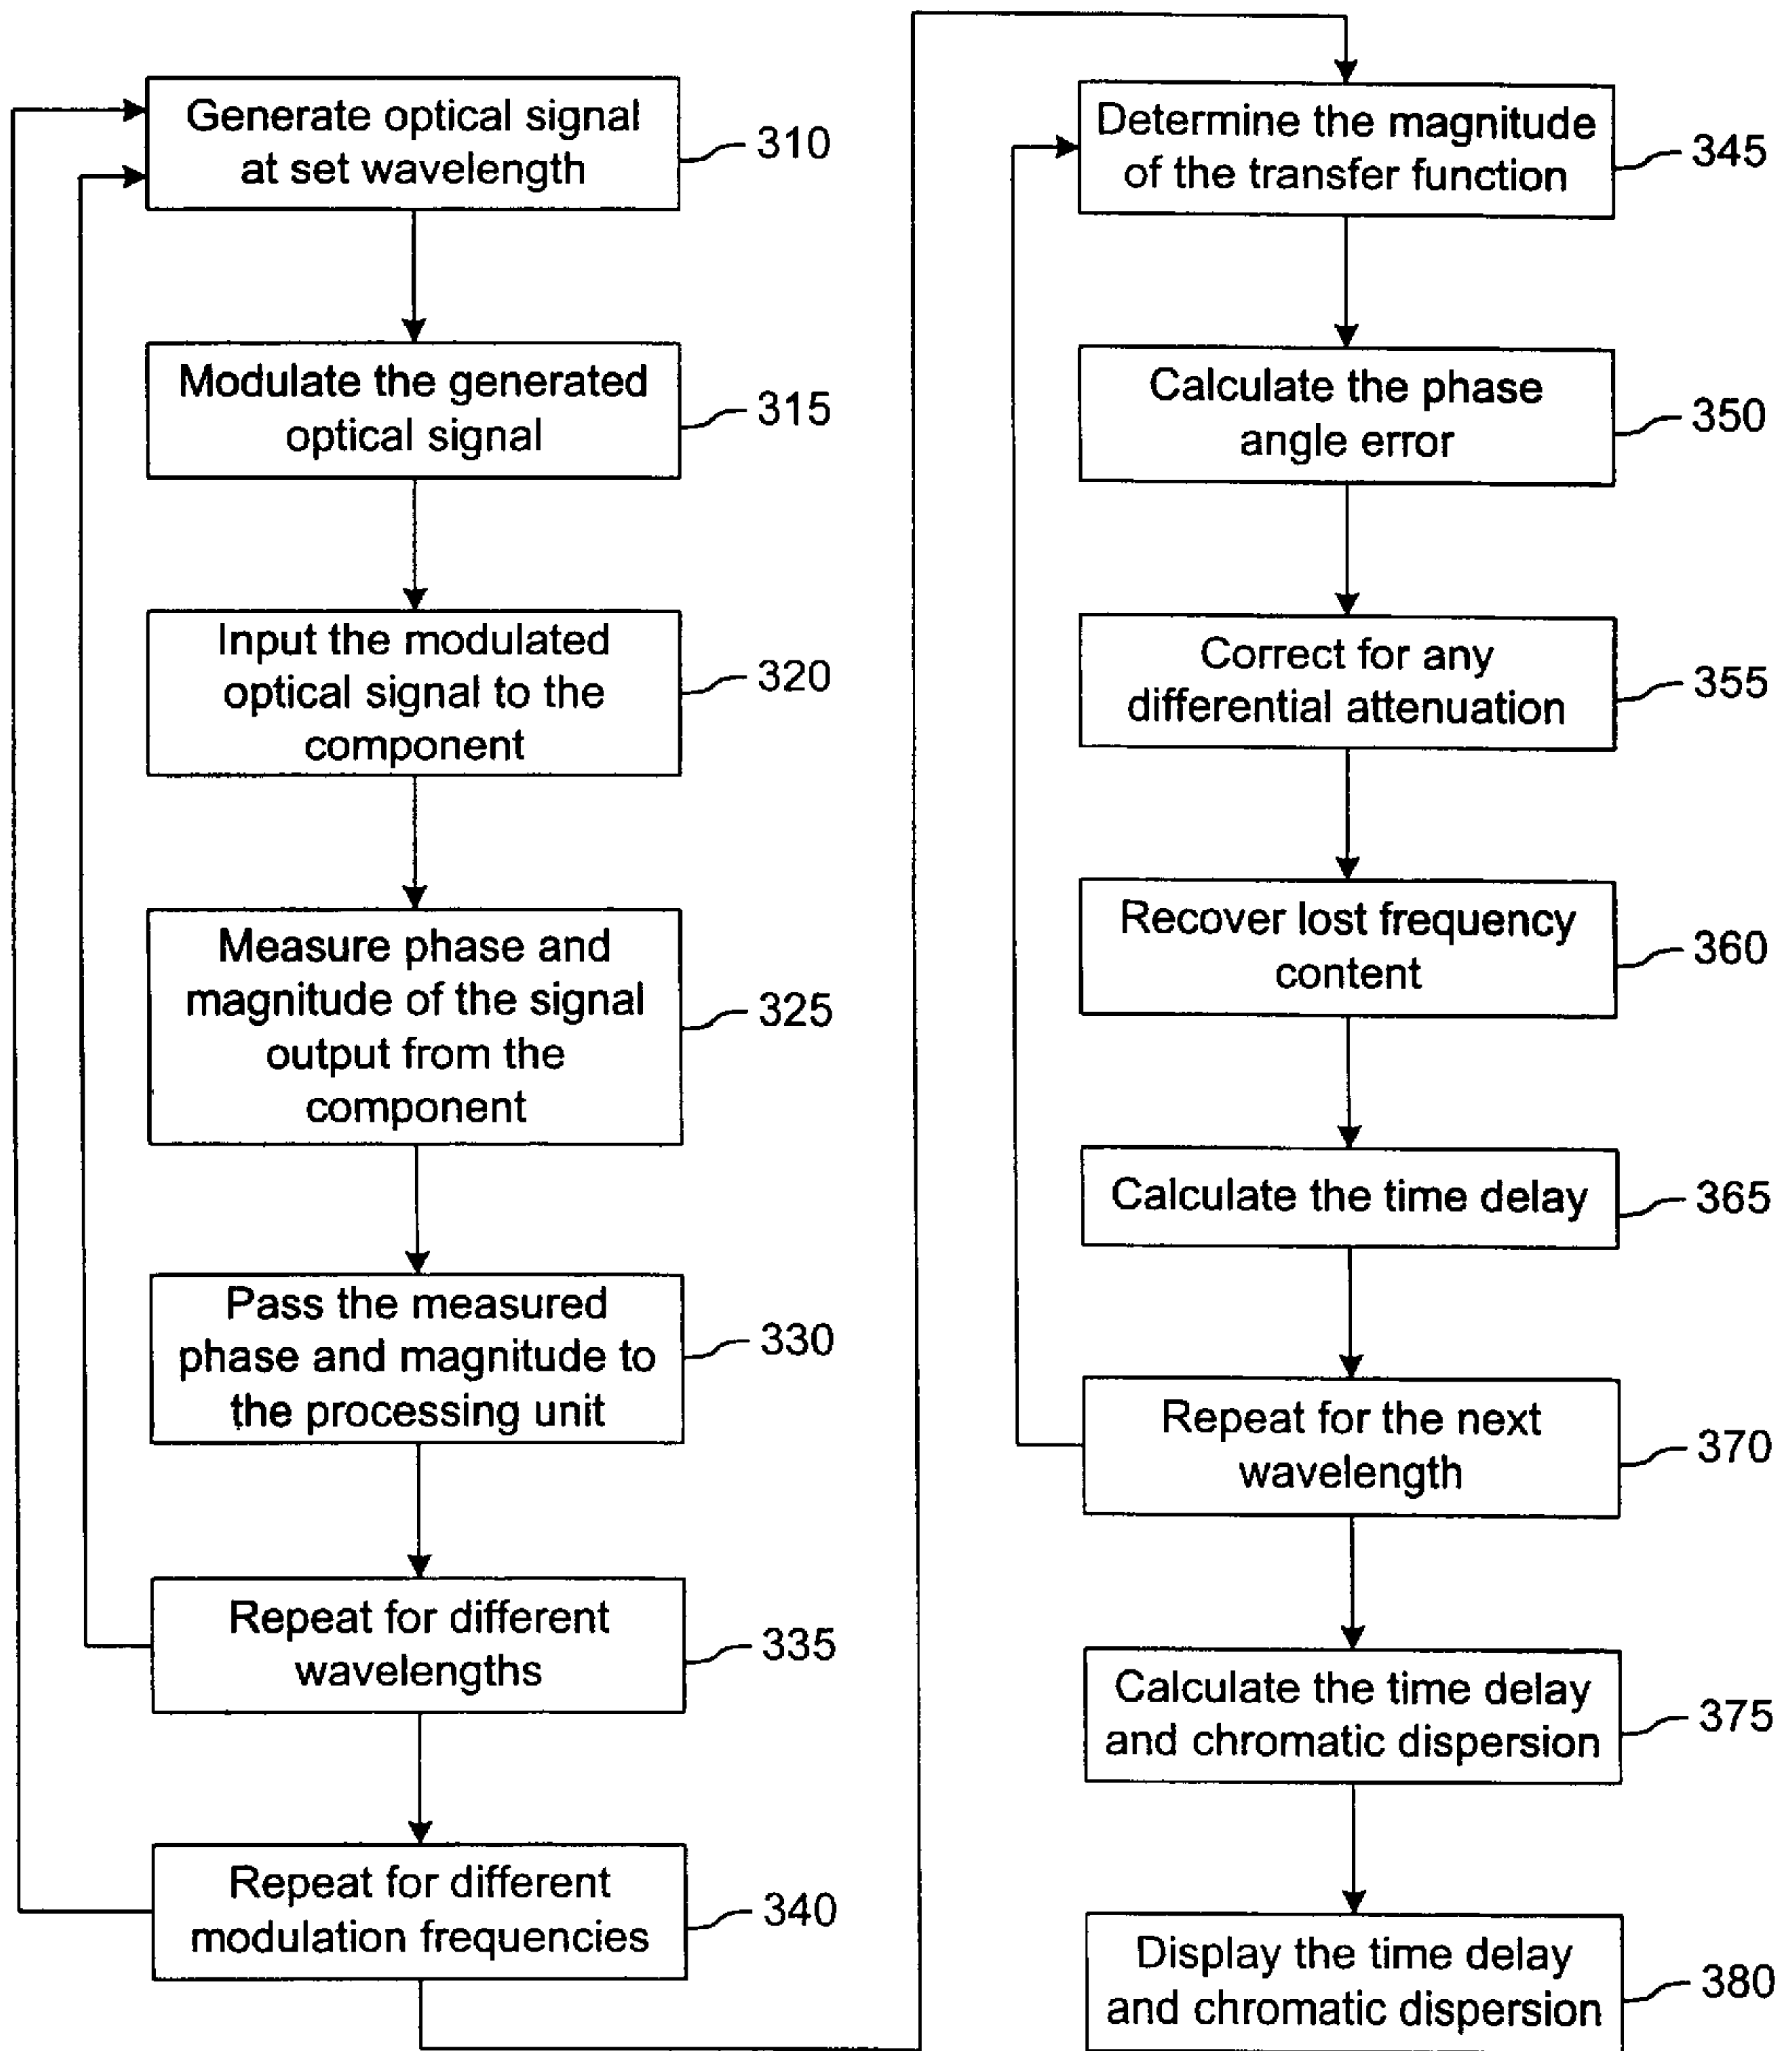 Generate optical signal
at set wavelength
310
Modulate the generated
optical signal
315
Input the modulated
optical signal to the
component
320
Measure phase and
magnitude of the signal
output from the
component
325
Pass the measured
phase and magnitude to
the processing unit
330
Repeat for different
wavelengths
335
Repeat for different
modulation frequencies
340
Determine the magnitude
of the transfer function
345
Calculate the phase
angle error
350
Correct for any
differential attenuation
355
Recover lost frequency
content
360
Calculate the time delay
365
Repeat for the next
wavelength
370
Calculate the time delay
and chromatic dispersion
375
Display the time delay
and chromatic dispersion
380